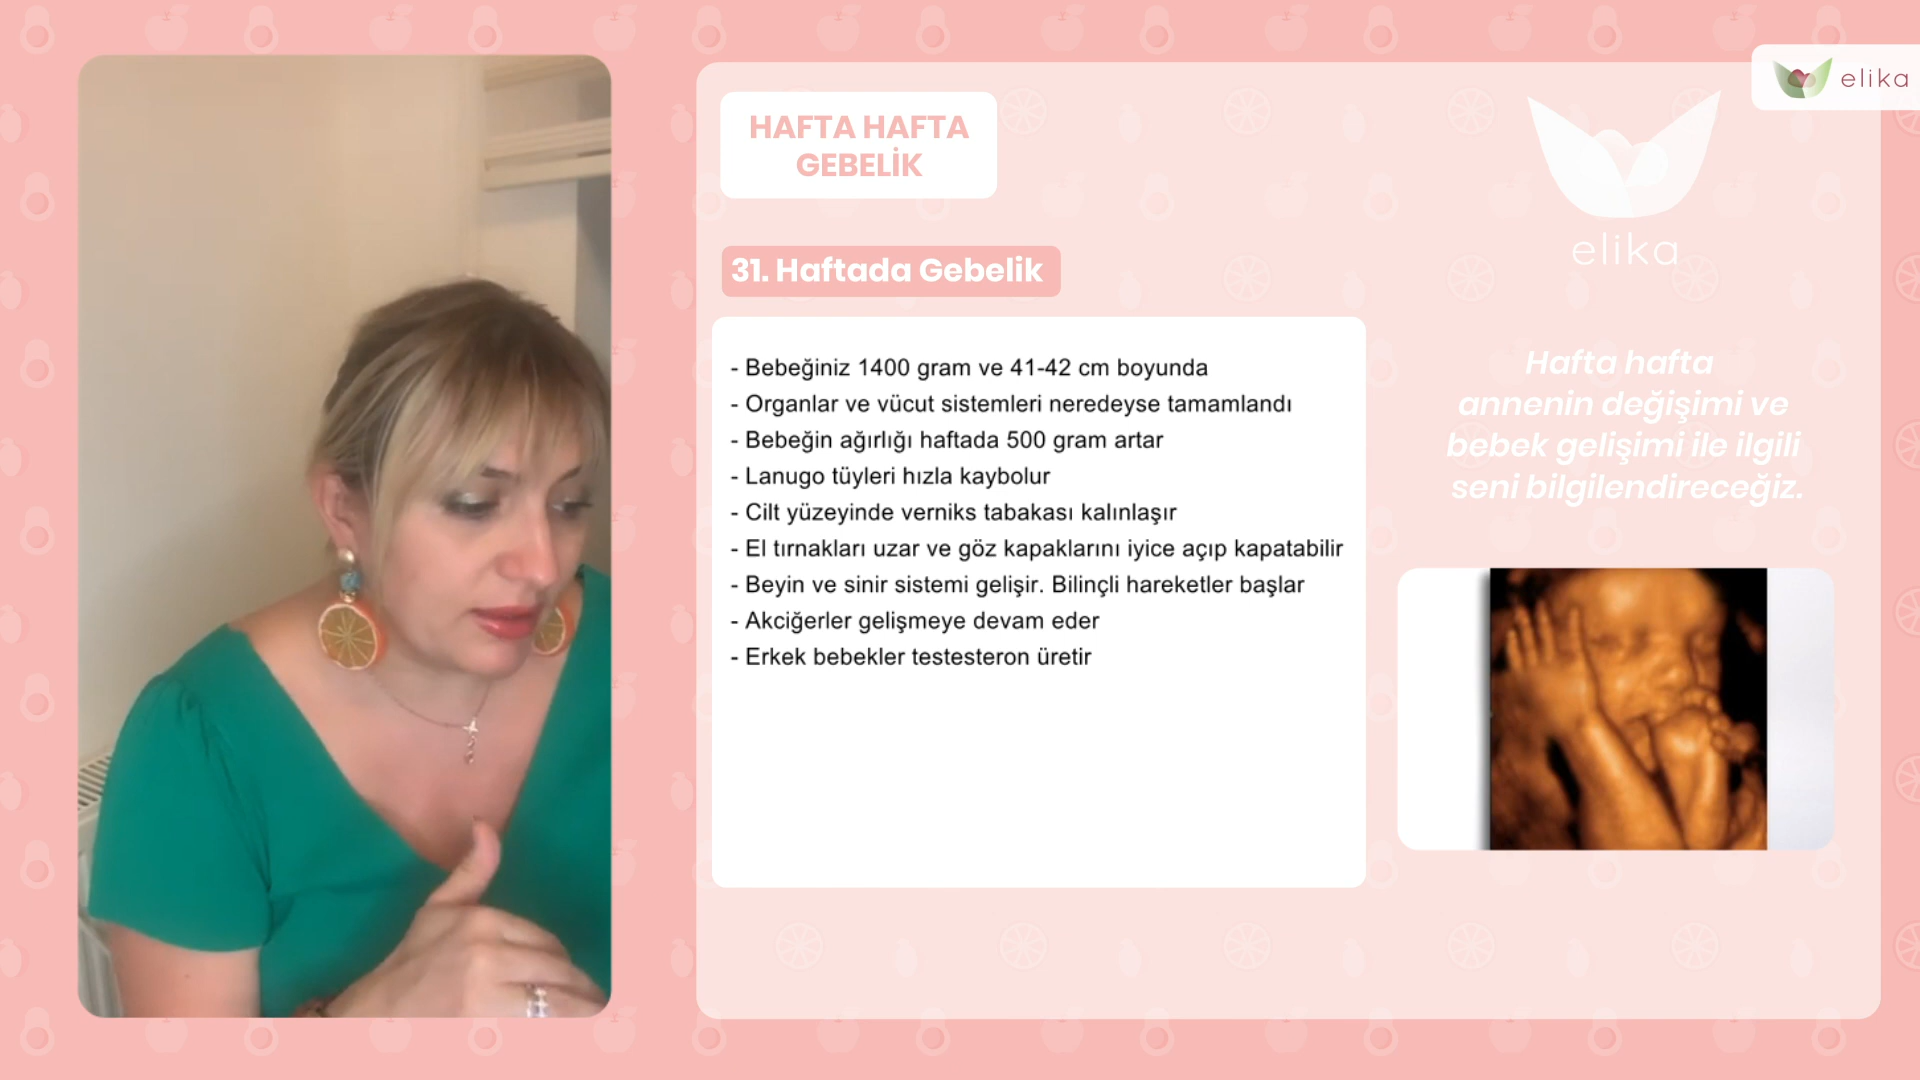 HAFTA HAFTA
GEBELİK
31. Haftada Gebelik
- Bebeğiniz 1400 gram ve 41-42 cm boyunda
- Organlar ve vücut sistemleri neredeyse tamamlandı
- Bebeğin ağırlığı haftada 500 gram artar
- Lanugo tüyleri hızla kaybolur
- Cilt yüzeyinde verniks tabakası kalınlaşır
- El tırnakları uzar ve göz kapaklarını iyice açıp kapatabilir
- Beyin ve sinir sistemi gelişir. Bilinçli hareketler başlar
- Akciğerler gelişmeye devam eder
- Erkek bebekler testesteron üretir
elika
elika
Hafta hafta
annenin değişimi ve
bebek gelişimi ile ilgili
seni bilgilendireceğiz.